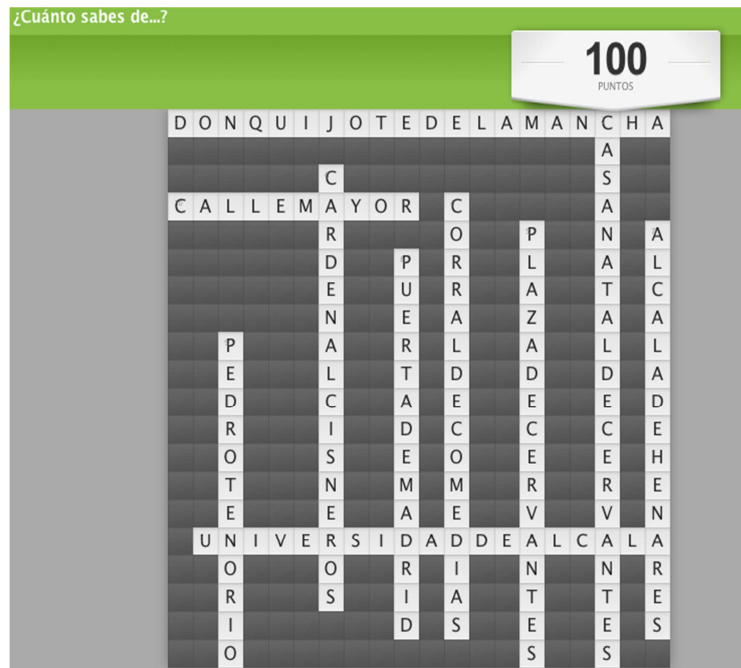 ¿Cuánto sabes de...?
100
PUNTOS
DONQUIJOTEDELAMANCHA
CASANATALDECERVANTES
CARDENALCISNEROS
CALLEMAYOR
CORRALDECOMEDIAS
PLAZADECERVANTES
ALCALADEHENARES
PUERTADEMADRID
PEDROTENORIO
UNIVERSIDADDEALCALA